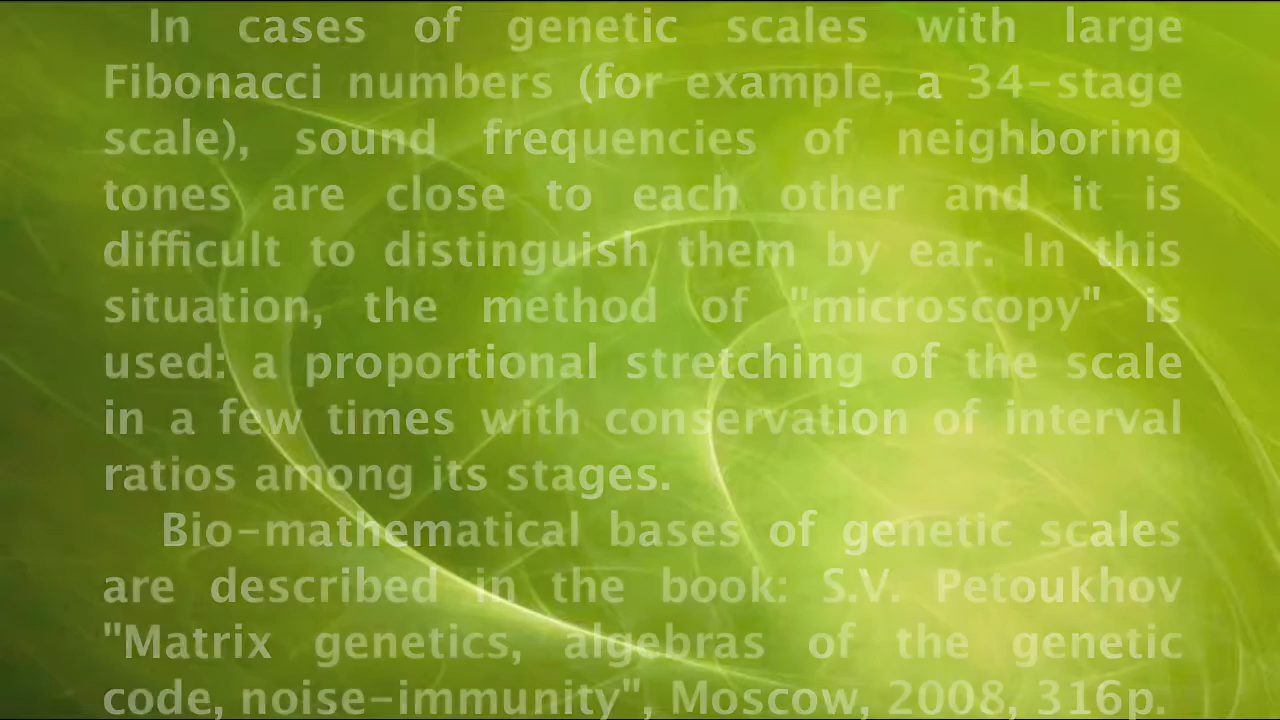 In cases of genetic scales with large
Fibonacci numbers (for example, a 34-stage
scale), sound frequencies of neighboring
tones are close to each other and it is
difficult to distinguish them by ear. In this
situation, the method of "microscopy" is
used: a proportional stretching of the scale
in a few times with conservation of interval
ratios among its stages.
Bio-mathematical bases of genetic scales
are described in the book: S.V. Petoukhov
"Matrix genetics, algebras of the genetic
code, noise-immunity", Moscow, 2008, 316p.